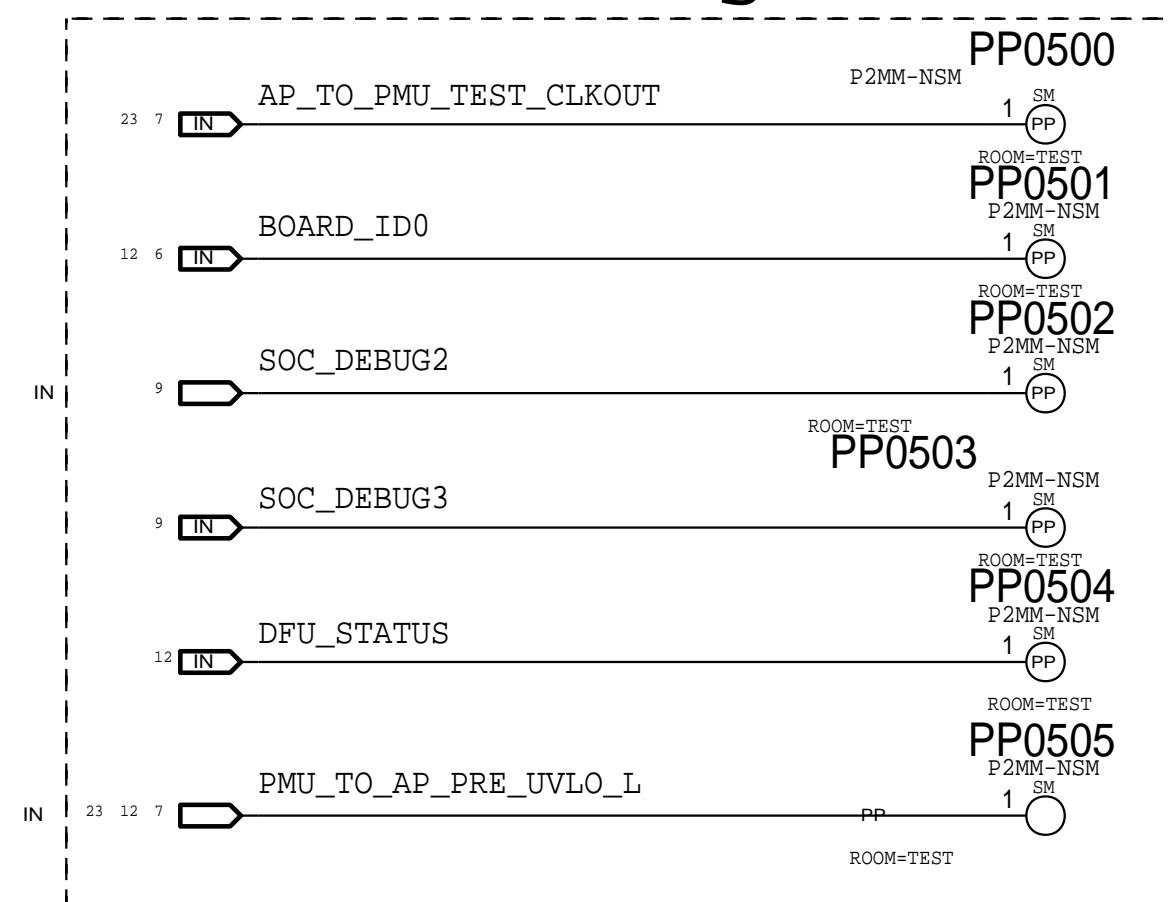 PP0500
P2MM-NSM
AP_TO_PMU_TEST_CLKOUT
SM
23 7 IN 1 PP
ROOM=TEST
PP0501
P2MM-NSM
BOARD_ID0
SM
12 6 IN 1 PP
ROOM=TEST
PP0502
P2MM-NSM
SOC_DEBUG2
SM
IN 9 1 PP
ROOM=TEST
PP0503
P2MM-NSM
SOC_DEBUG3
SM
9 IN 1 PP
ROOM=TEST
PP0504
P2MM-NSM
DFU_STATUS
SM
12 IN 1 PP
ROOM=TEST
PP0505
P2MM-NSM
PMU_TO_AP_PRE_UVLO_L
SM
IN 23 12 7 PP 1
ROOM=TEST